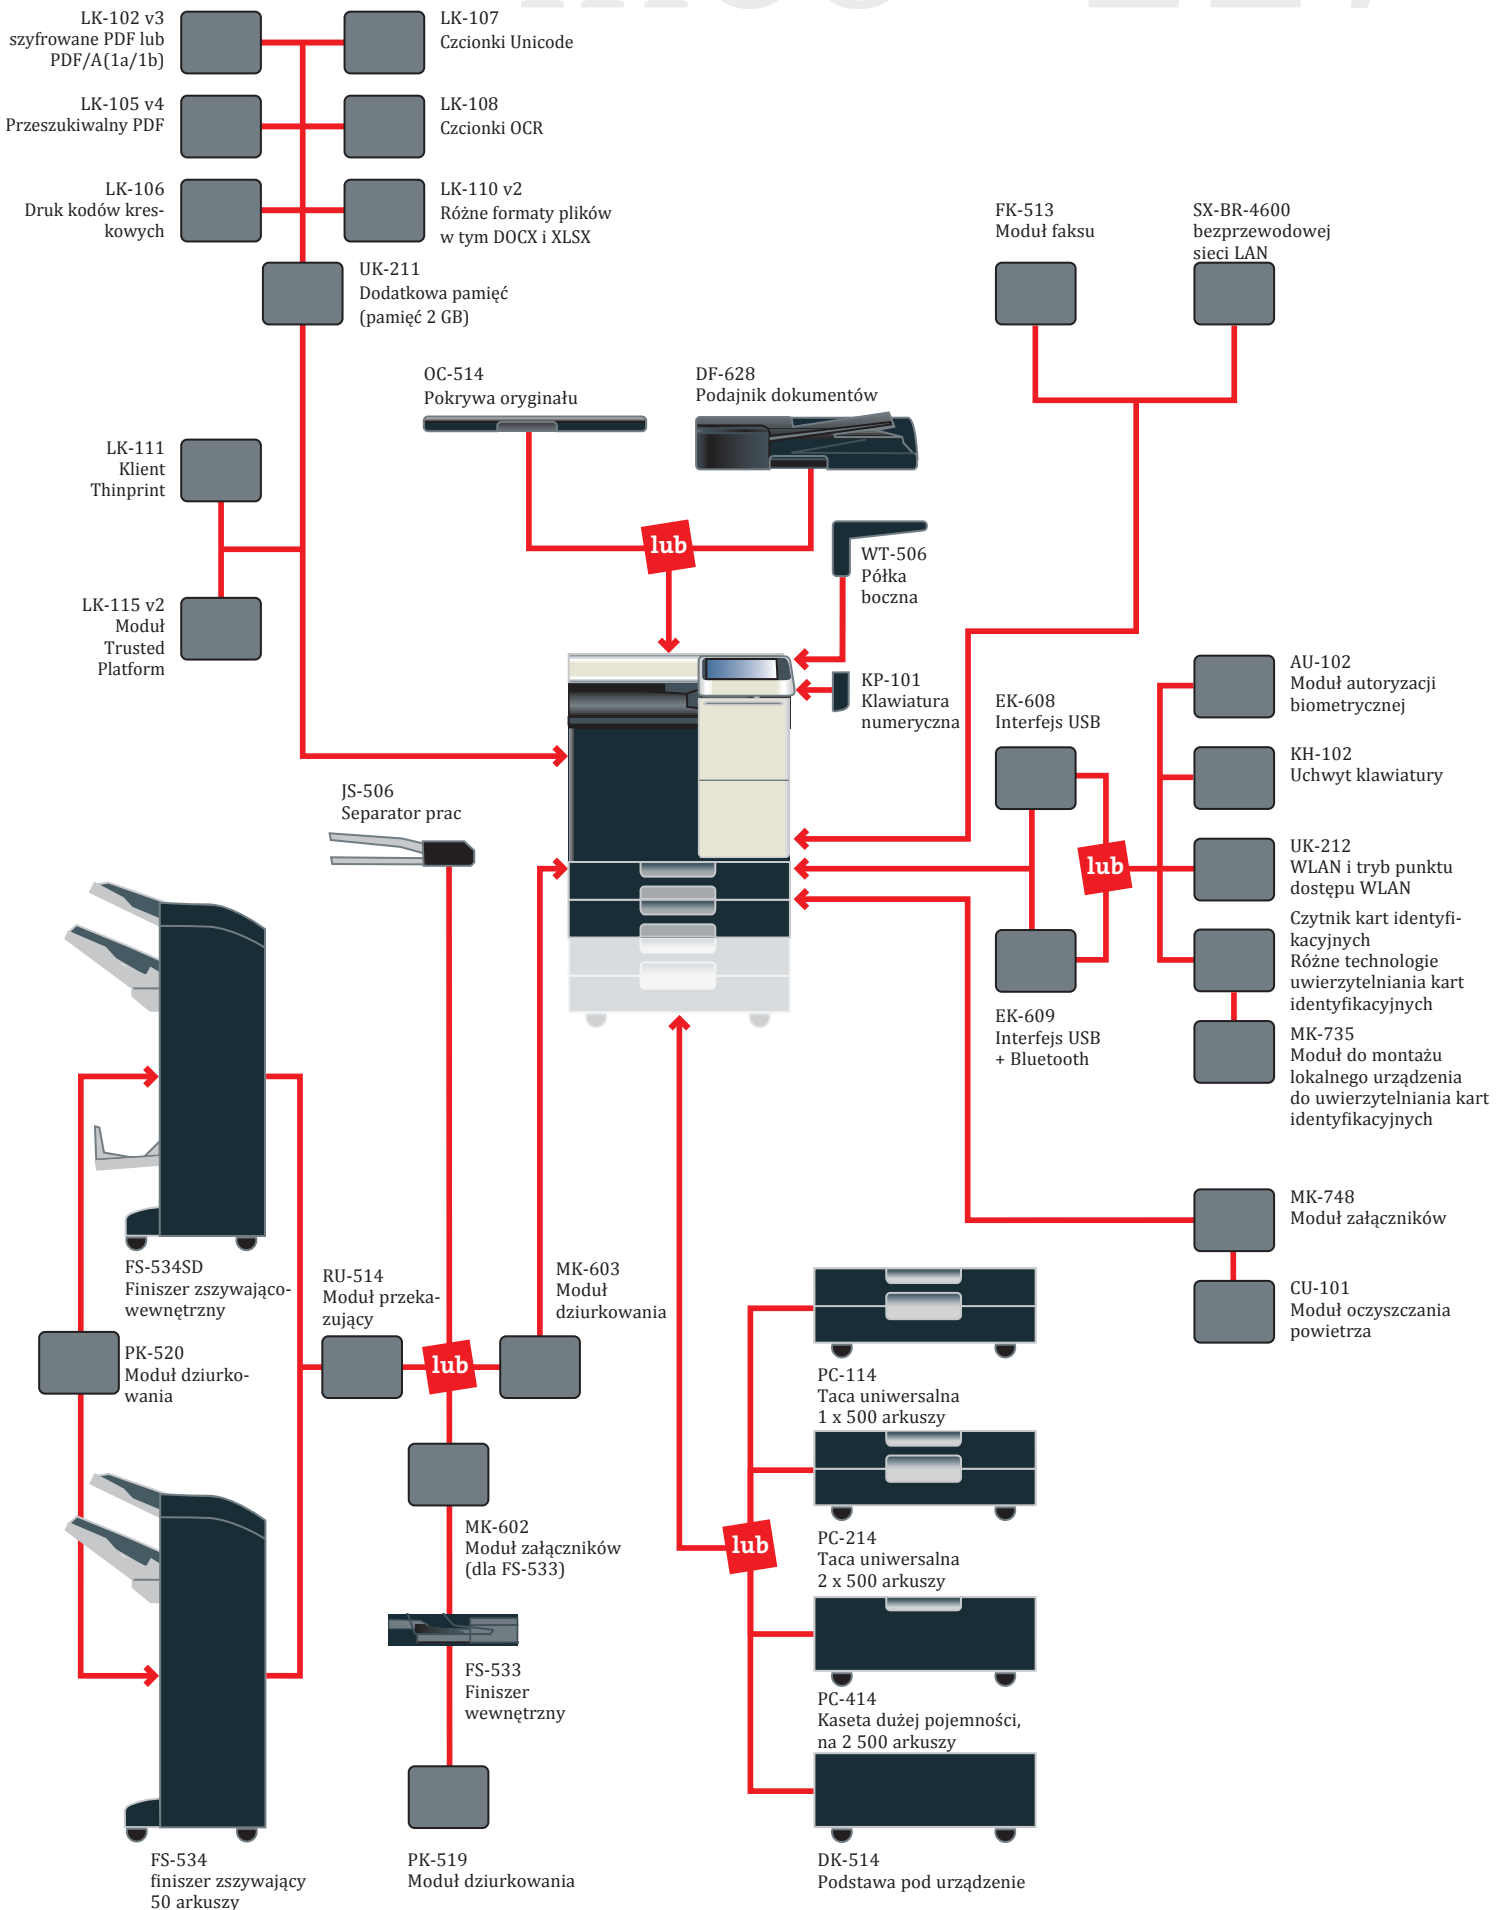 LK-102 v3
szyfrowane PDF lub
PDF/A(1a/1b)
LK-107
Czcionki Unicode
LK-105 v4
Przeszukiwalny PDF
LK-108
Czcionki OCR
LK-106
Druk kodów kres-
kowych
LK-110 v2
Różne formaty plików
w tym DOCX i XLSX
UK-211
Dodatkowa pamięć
(pamięć 2 GB)
FK-513
Moduł faksu
SX-BR-4600
bezprzewodowej
sieci LAN
OC-514
Pokrywa oryginału
DF-628
Podajnik dokumentów
LK-111
Klient
Thinprint
lub
WT-506
Półka
boczna
LK-115 v2
Moduł
Trusted
Platform
KP-101
Klawiatura
numeryczna
EK-608
Interfejs USB
AU-102
Moduł autoryzacji
biometrycznej
KH-102
Uchwyt klawiatury
JS-506
Separator prac
lub
UK-212
WLAN i tryb punktu
dostępu WLAN
Czytnik kart identyfi-
kacyjnych
Różne technologie
uwierzytelniania kart
identyfikacyjnych
EK-609
Interfejs USB
+ Bluetooth
MK-735
Moduł do montażu
lokalnego urządzenia
do uwierzytelniania kart
identyfikacyjnych
MK-748
Moduł załączników
FS-534SD
Finiszer zszywająco-
wewnętrzny
RU-514
Moduł przeka-
zujący
MK-603
Moduł
dziurkowania
CU-101
Moduł oczyszczania
powietrza
PK-520
Moduł dziurko-
wania
lub
PC-114
Taca uniwersalna
1 x 500 arkuszy
MK-602
Moduł załączników
(dla FS-533)
lub
PC-214
Taca uniwersalna
2 x 500 arkuszy
FS-533
Finiszer
wewnętrzny
PC-414
Kaseta dużej pojemności,
na 2 500 arkuszy
FS-534
finiszer zszywający
50 arkuszy
PK-519
Moduł dziurkowania
DK-514
Podstawa pod urządzenie